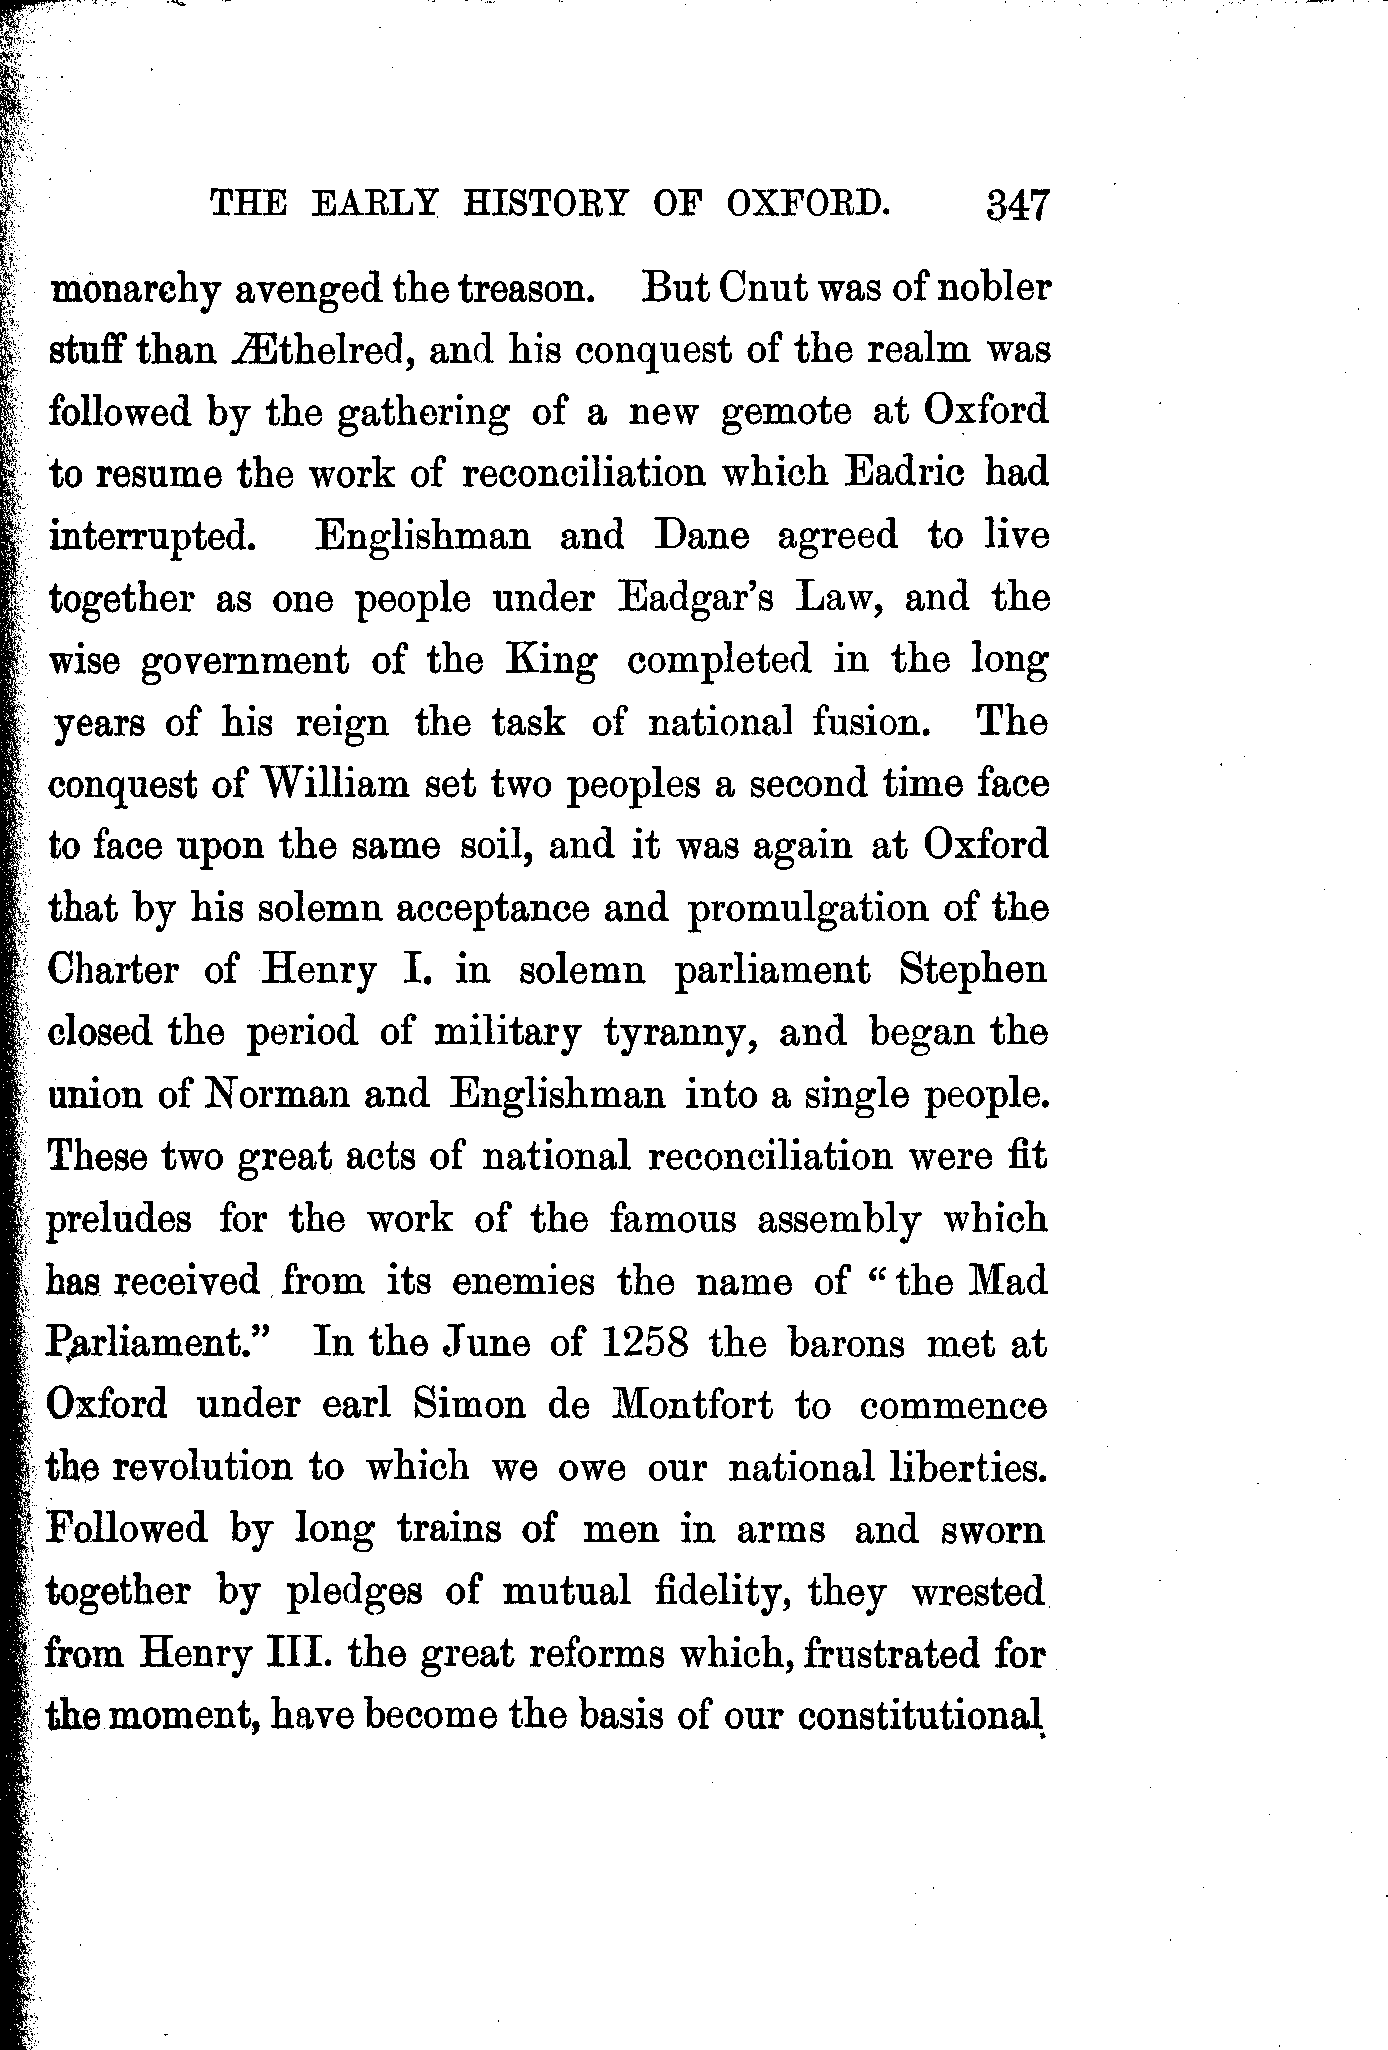 THE EARLY HISTORY OF OXFORD. 347
monarchy avenged the treason. But Cnut was of nobler
stuff than Æthelred, and his conquest of the realm was
followed by the gathering of a new gemote at Oxford
to resume the work of reconciliation which Eadric had
interrupted. Englishman and Dane agreed to live
together as one people under Eadgar's Law, and the
wise government of the King completed in the long
years of his reign the task of national fusion. The
conquest of William set two peoples a second time face
to face upon the same soil, and it was again at Oxford
that by his solemn acceptance and promulgation of the
Charter of Henry I. in solemn parliament Stephen
closed the period of military tyranny, and began the
union of Norman and Englishman into a single people.
These two great acts of national reconciliation were fit
preludes for the work of the famous assembly which
has received from its enemies the name of "the Mad
Parliament." In the June of 1258 the barons met at
Oxford under earl Simon de Montfort to commence
the revolution to which we owe our national liberties.
Followed by long trains of men in arms and sworn
together by pledges of mutual fidelity, they wrested
from Henry III. the great reforms which, frustrated for
the moment, have become the basis of our constitutional